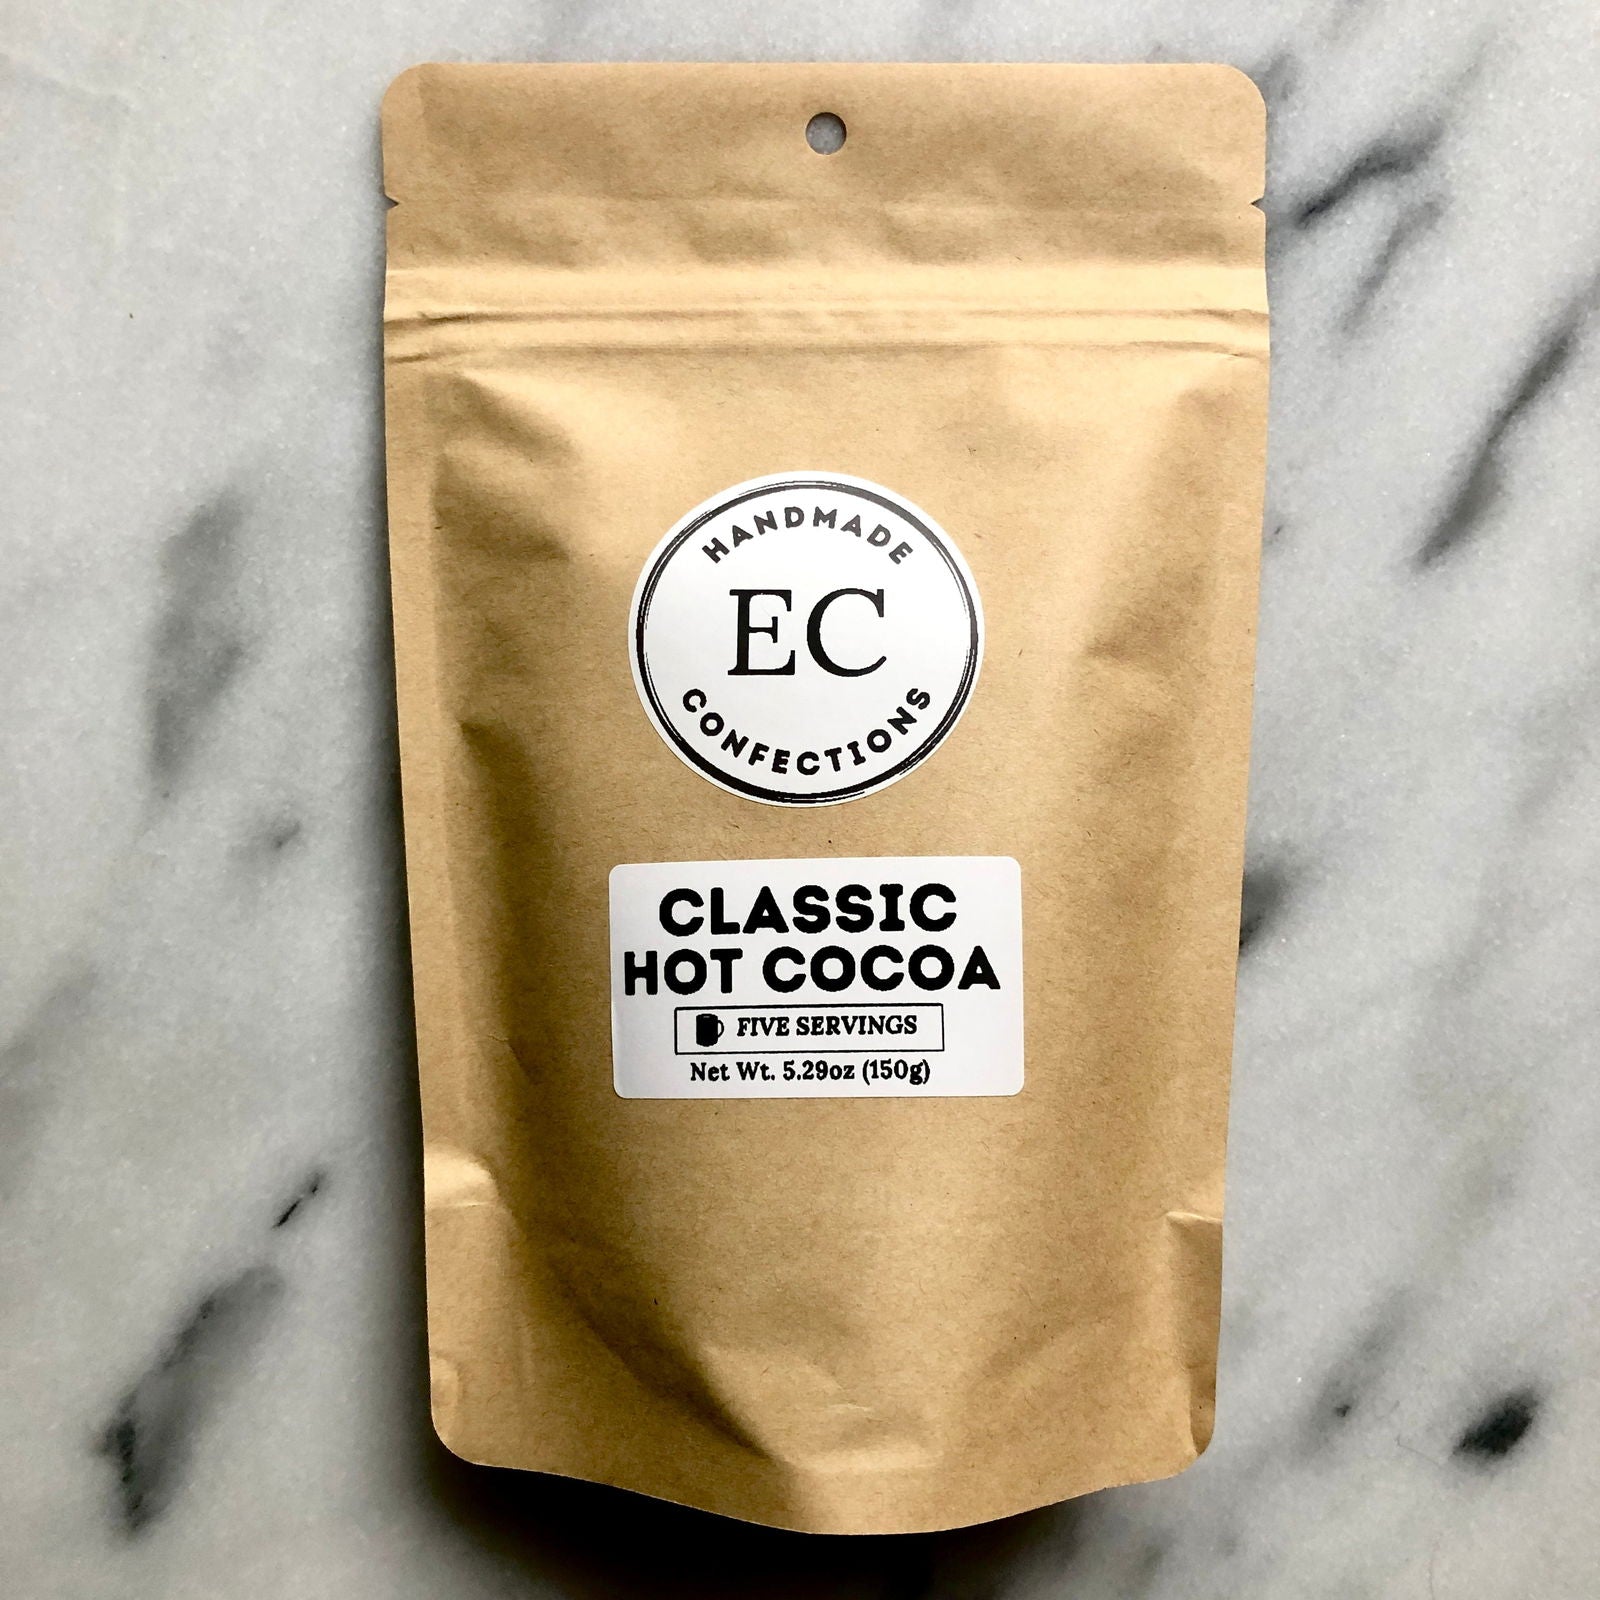 HANDMADE
EC
CONFECTIONS
CLASSIC
HOT COCOA
FIVE SERVINGS
Net Wt. 5.29oz (150g)